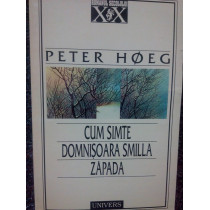 PETER HØEG
CUM SIMTE
DOMNIȘOARA SMILLA
ZĂPADA
UNIVERS